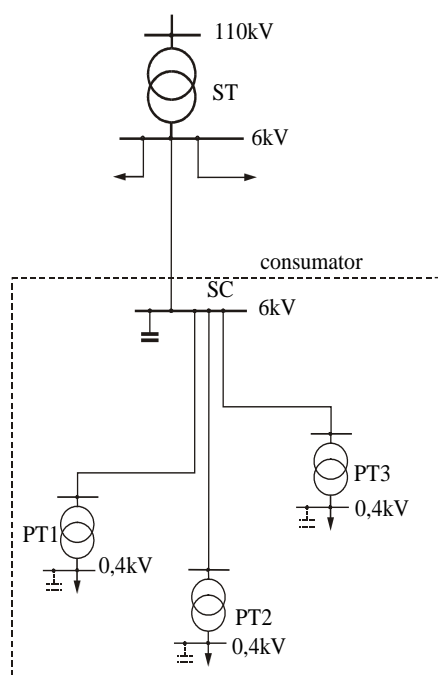 110kV
ST
6kV
consumator
SC
6kV
PT3
0,4kV
PT1
0,4kV
PT2
0,4kV